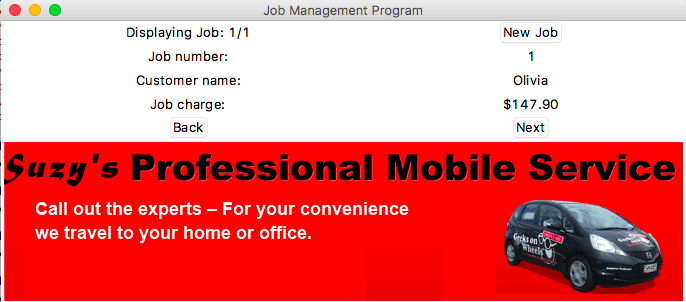 Job Management Program
Displaying Job: 1/1 New Job
Job number: 1
Customer name: Olivia
Job charge: $147.90
Back Next
Suzy's Professional Mobile Service
Call out the experts – For your convenience
we travel to your home or office.
Geeks on
Wheels